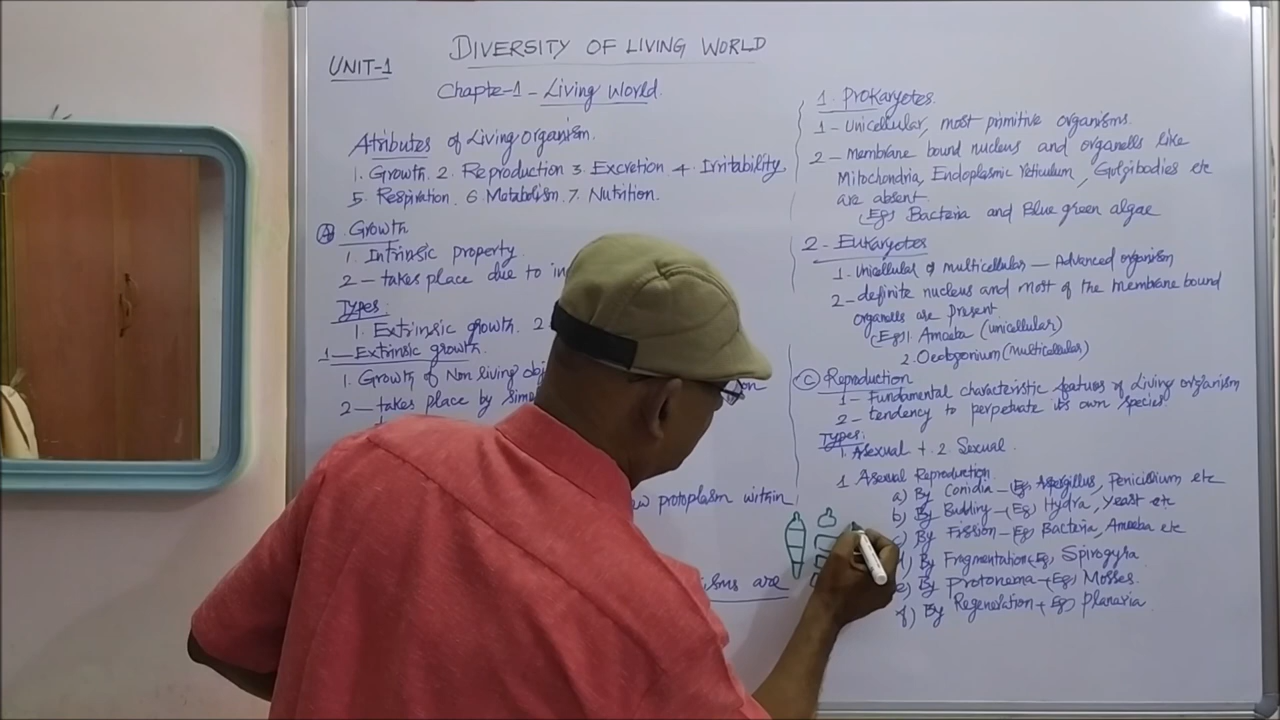 DIVERSITY OF LIVING WORLD
UNIT-1
Chapte-1 - Living World.
Atributes of Living Organism.
1. Growth 2. Reproduction 3. Excretion 4. Irritability
5. Respiration. 6 Metabolism. 7. Nutrition.
A Growth
1. Intrinsic property.
2 - takes place due to
Types:
1. Extrinsic growth. 2
1 - Extrinsic growth.
1. Growth of Non living
2 - takes place by
protoplasm within
are
1. Prokaryotes.
1 - Unicellular, most primitive organisms.
2 - Membrane bound nucleus and organells like
Mitochondria, Endoplasmic reticulum, Golgibodies etc
are absent.
(Eg) Bacteria and Blue green algae
2 - Eukaryotes
1 - Unicellular of multicellular - Advanced organism
2 - definite nucleus and most of the membrane bound
organells are present.
(Eg) 1. Amoeba (unicellular)
2. Oedogonium (multicellular)
C Reproduction
1 - Fundamental characteristic features of Living organism
2 - tendency to perpetuate its own species.
Types:
1. Asexual + 2 Sexual.
1 Asexual Reproduction
a) By Conidia - (Eg) Aspergillus, Penicillium etc
b) By Budding - (Eg) Hydra, Yeast etc
c) By Fission - (Eg) Bacteria, Amoeba etc
d) By Fragmentation - (Eg) Spirogyra
e) By Protonema - (Eg) Mosses.
f) By Regeneration + (Eg) Planaria